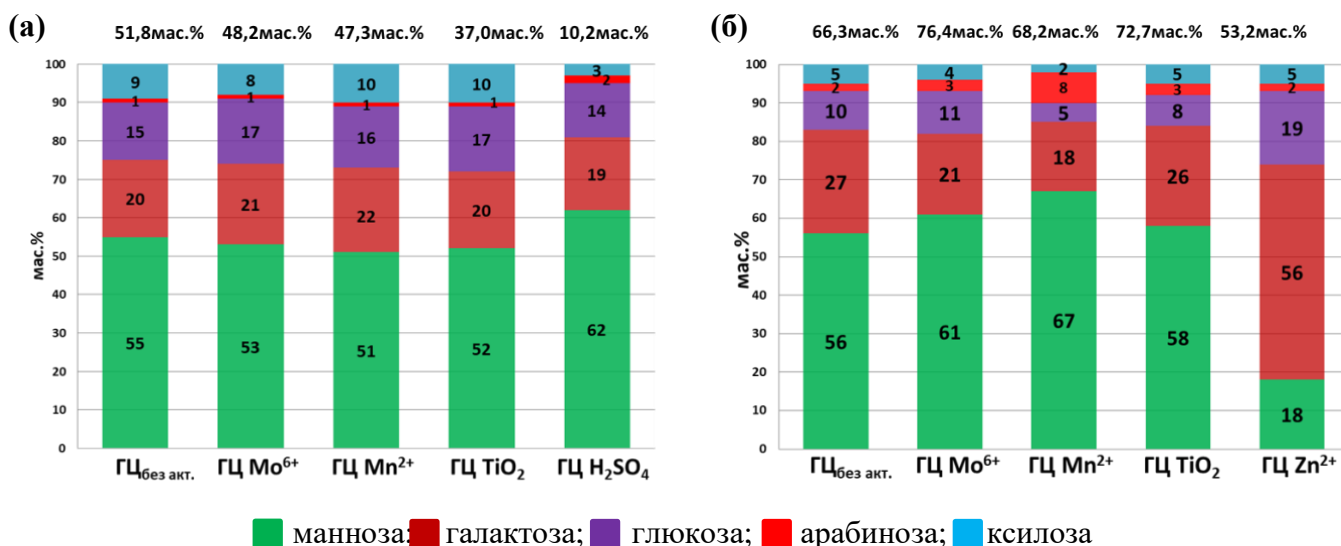 (а)
51,8мас.% 48,2мас.% 47,3мас.% 37,0мас.% 10,2мас.%
мас.%
100
90
80
70
60
50
40
30
20
10
0
9 8 10 10 3
1 1 1 1 2
15 17 16 17 14
20 21 22 20 19
55 53 51 52 62
ГЦбез акт. ГЦ Mo⁶⁺ ГЦ Mn²⁺ ГЦ TiO₂ ГЦ H₂SO₄
(б)
66,3мас.% 76,4мас.% 68,2мас.% 72,7мас.% 53,2мас.%
мас.%
100
90
80
70
60
50
40
30
20
10
0
5 4 2 5 5
2 3 8 3 2
10 11 5 8 19
27 21 18 26 56
56 61 67 58 18
ГЦбез акт. ГЦ Mo⁶⁺ ГЦ Mn²⁺ ГЦ TiO₂ ГЦ Zn²⁺
манноза; галактоза; глюкоза; арабиноза; ксилоза